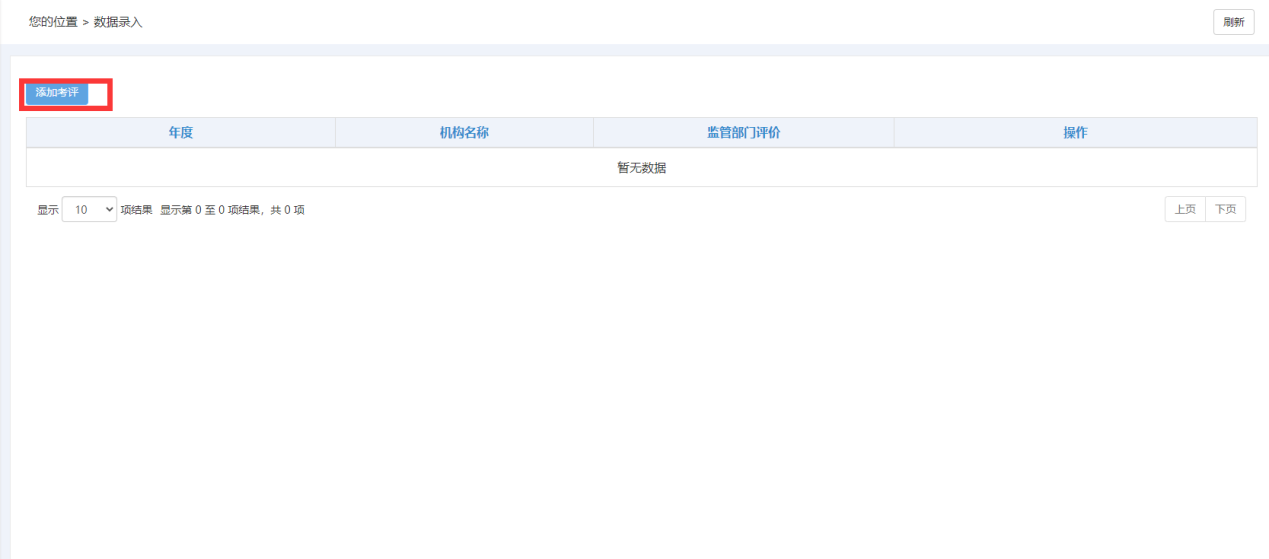 您的位置 > 数据录入
刷新
添加考评
年度 机构名称 监管部门评价 操作
暂无数据
显示 10 项结果 显示第 0 至 0 项结果，共 0 项
上页 下页